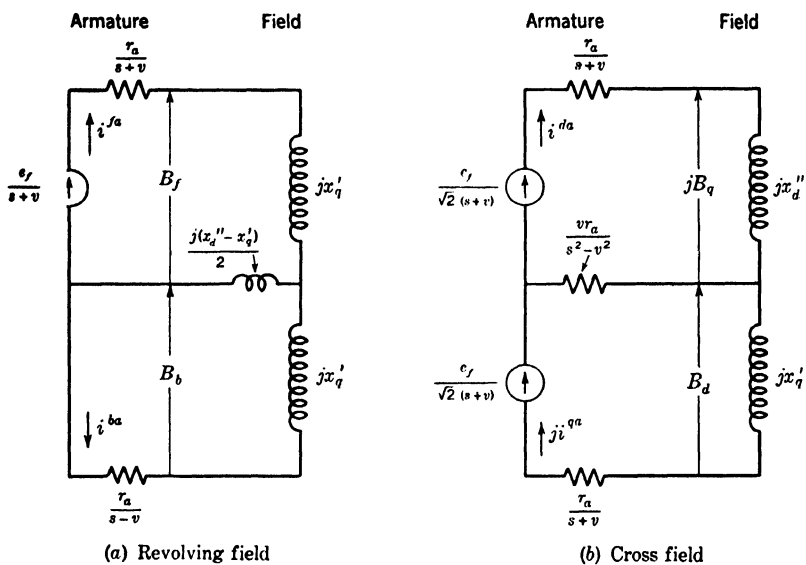 Armature Field
r_a
s+v
i^{fa}
e_f
s+v
B_f
jx_q'
j(x_d''−x_q')
2
B_b
jx_q'
i^{ba}
r_a
s−v
(a) Revolving field
Armature Field
r_a
s+v
i^{da}
e_f
√2 (s+v)
jB_q
jx_d''
vr_a
s²−v²
e_f
√2 (s+v)
B_d
jx_q'
ji^{qa}
r_a
s+v
(b) Cross field